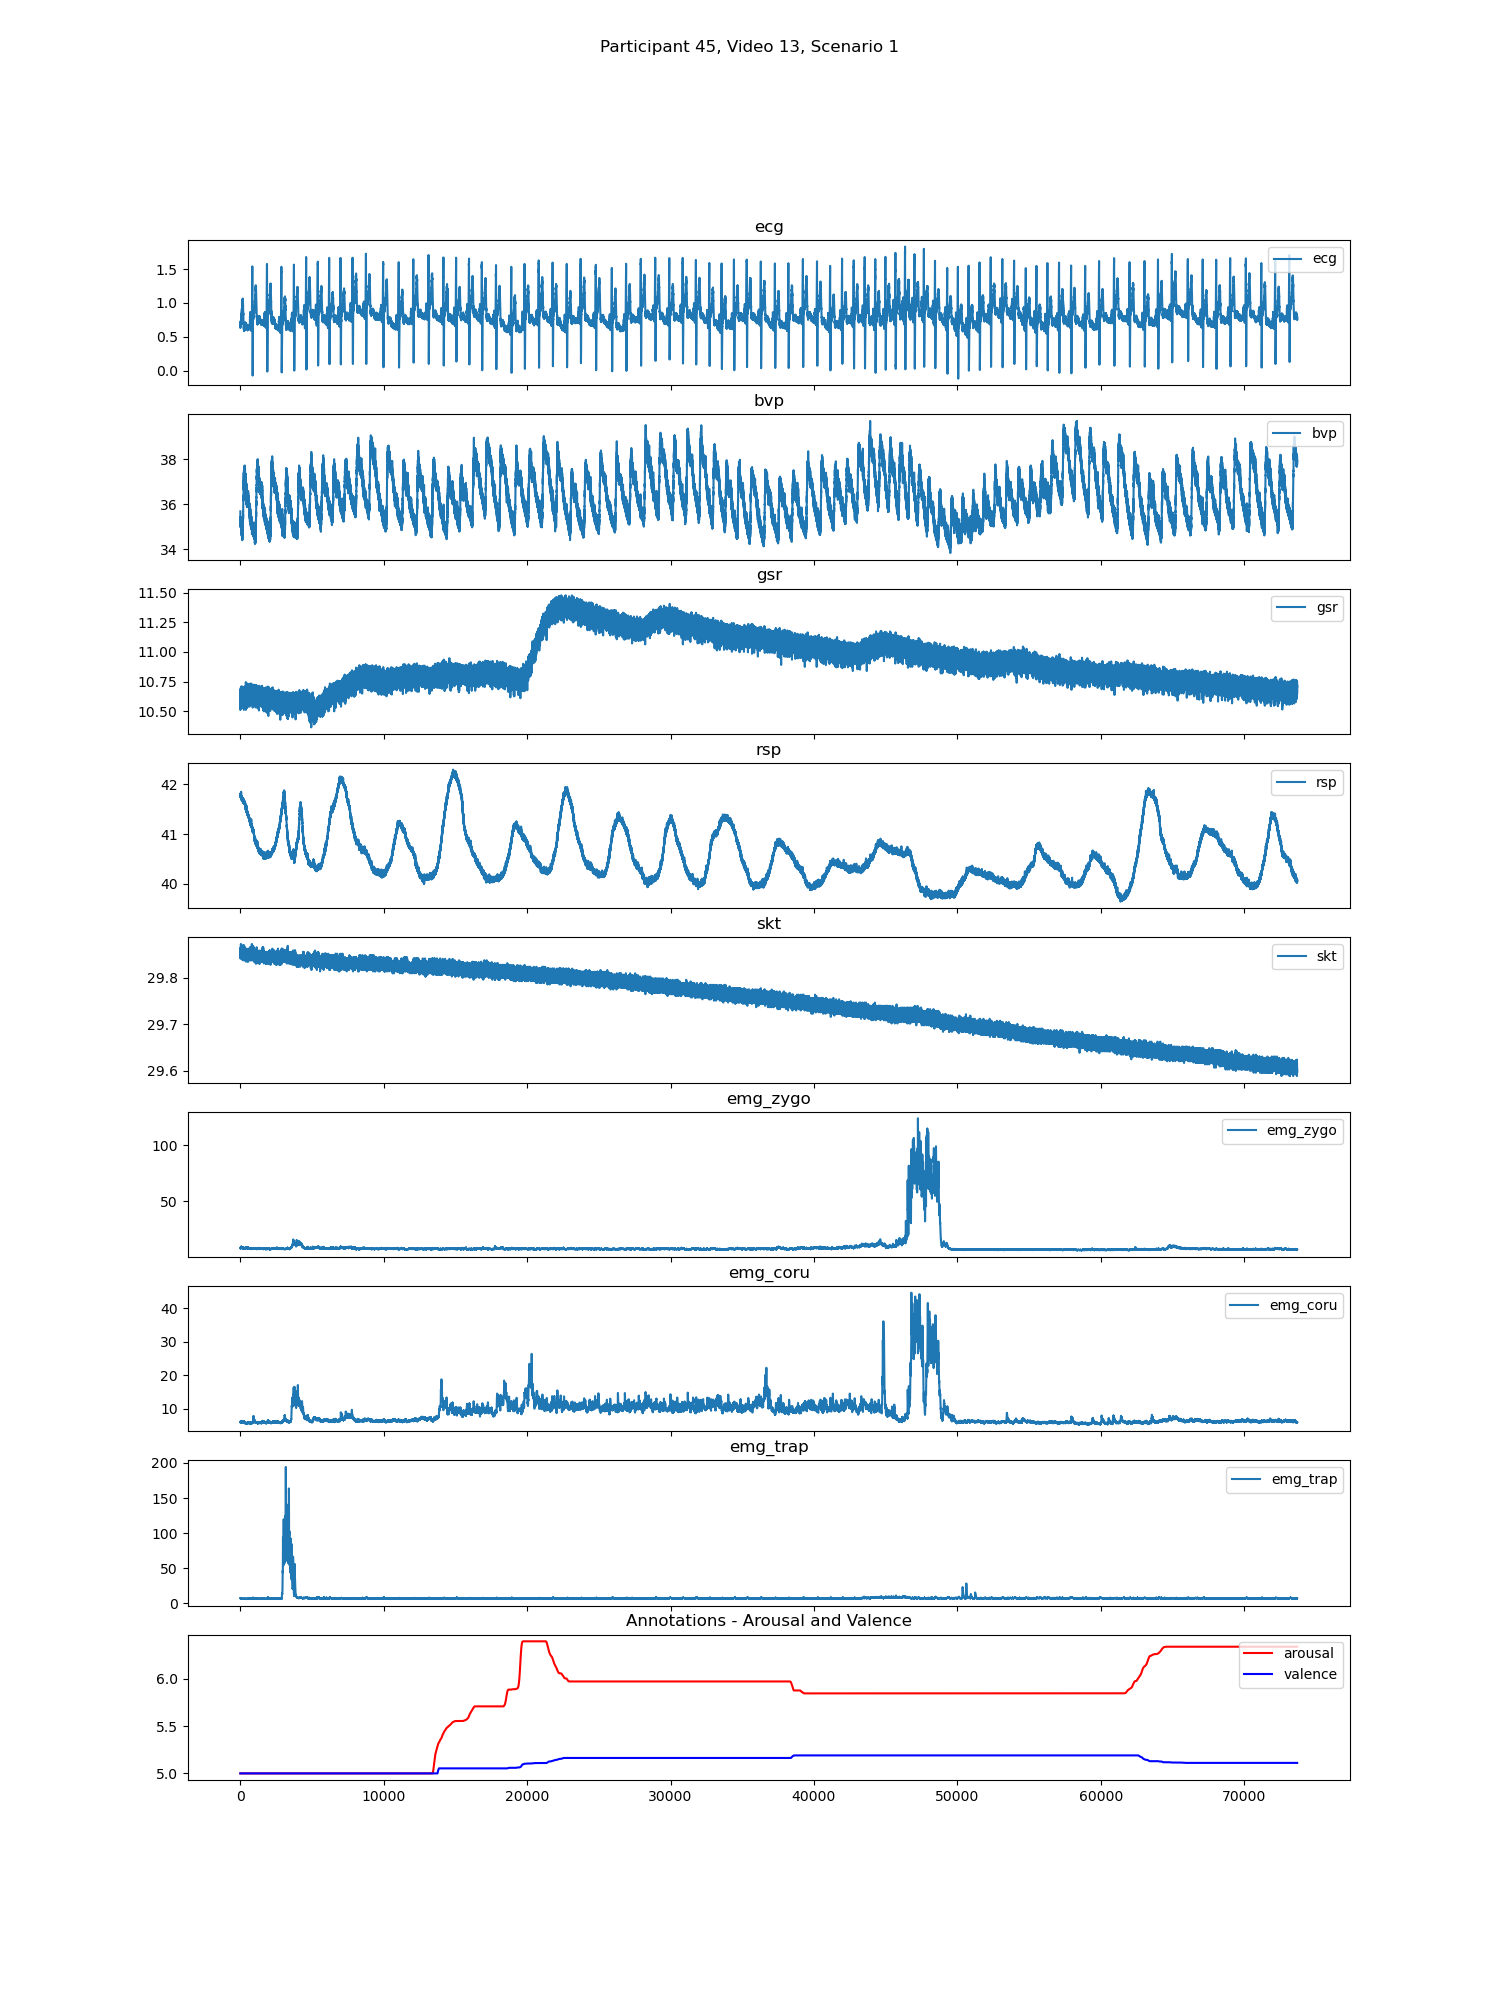 Participant 45, Video 13, Scenario 1
ecg
1.5
1.0
0.5
0.0
ecg
bvp
38
36
34
bvp
gsr
11.50
11.25
11.00
10.75
10.50
gsr
rsp
42
41
40
rsp
skt
29.8
29.7
29.6
skt
emg_zygo
100
50
emg_zygo
emg_coru
40
30
20
10
emg_coru
emg_trap
200
150
100
50
0
emg_trap
Annotations - Arousal and Valence
6.0
5.5
5.0
arousal
valence
0 10000 20000 30000 40000 50000 60000 70000